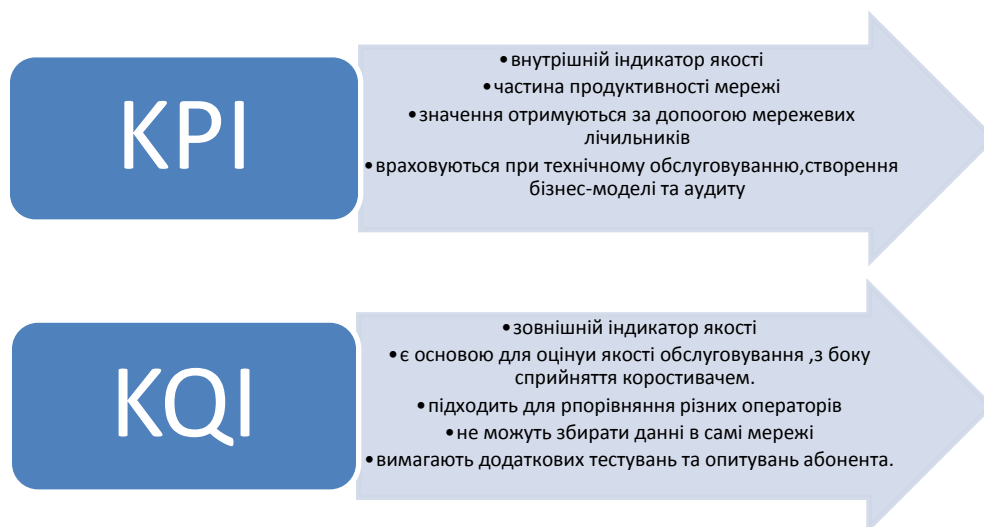 KPI
•внутрішній індикатор якості
•частина продуктивності мережі
•значення отримуються за допоогою мережевих
лічильників
•враховуються при технічному обслуговуванню,створення
бізнес-моделі та аудиту
KQI
•зовнішній індикатор якості
•є основою для оцінуи якості обслуговування ,з боку
сприйняття коростивачем.
•підходить для рпорівняння різних операторів
•не можуть збирати данні в самі мережі
•вимагають додаткових тестувань та опитувань абонента.